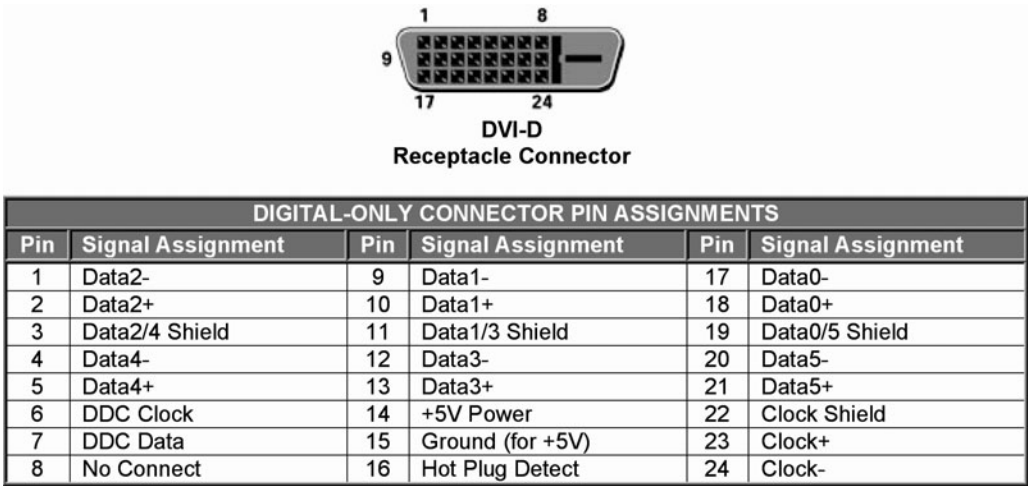 1 8
9
17 24
DVI-D
Receptacle Connector
DIGITAL-ONLY CONNECTOR PIN ASSIGNMENTS
Pin Signal Assignment Pin Signal Assignment Pin Signal Assignment
1 Data2- 9 Data1- 17 Data0-
2 Data2+ 10 Data1+ 18 Data0+
3 Data2/4 Shield 11 Data1/3 Shield 19 Data0/5 Shield
4 Data4- 12 Data3- 20 Data5-
5 Data4+ 13 Data3+ 21 Data5+
6 DDC Clock 14 +5V Power 22 Clock Shield
7 DDC Data 15 Ground (for +5V) 23 Clock+
8 No Connect 16 Hot Plug Detect 24 Clock-